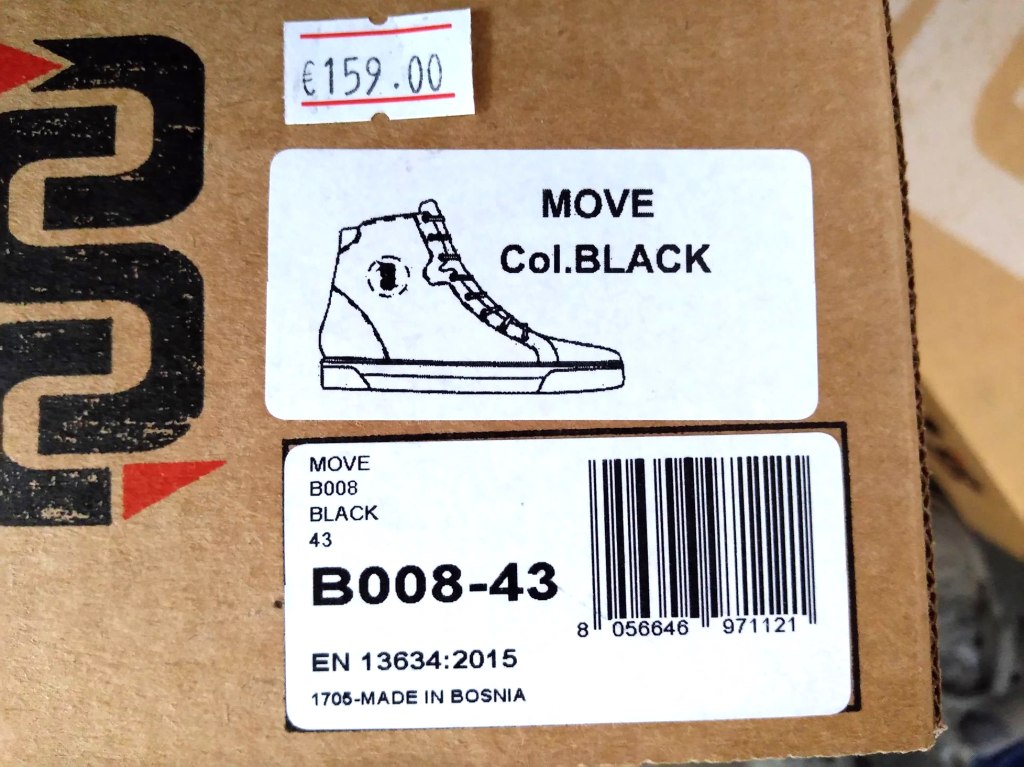 €159.00
MOVE
Col.BLACK
MOVE
B008
BLACK
43
B008-43
8 056646 971121
EN 13634:2015
1705-MADE IN BOSNIA